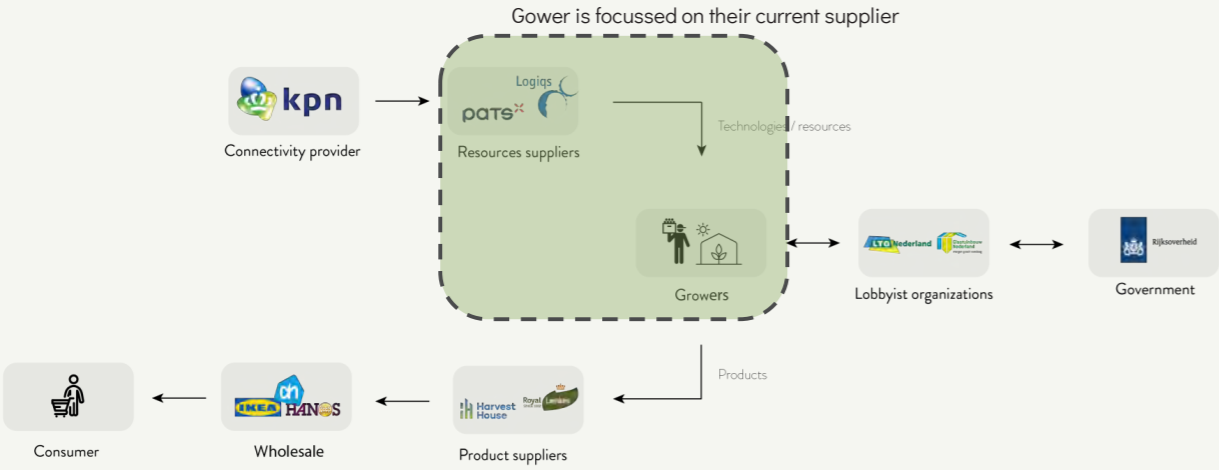 Gower is focussed on their current supplier
kpn
Connectivity provider
Logiqs
PATS
Resources suppliers
Technologies / resources
Growers
LTO Nederland
Glastuinbouw
Nederland
Lobbyist organizations
Rijksoverheid
Government
Products
Consumer
ah
IKEA
HANOS
Wholesale
Harvest
House
Royal
Product suppliers